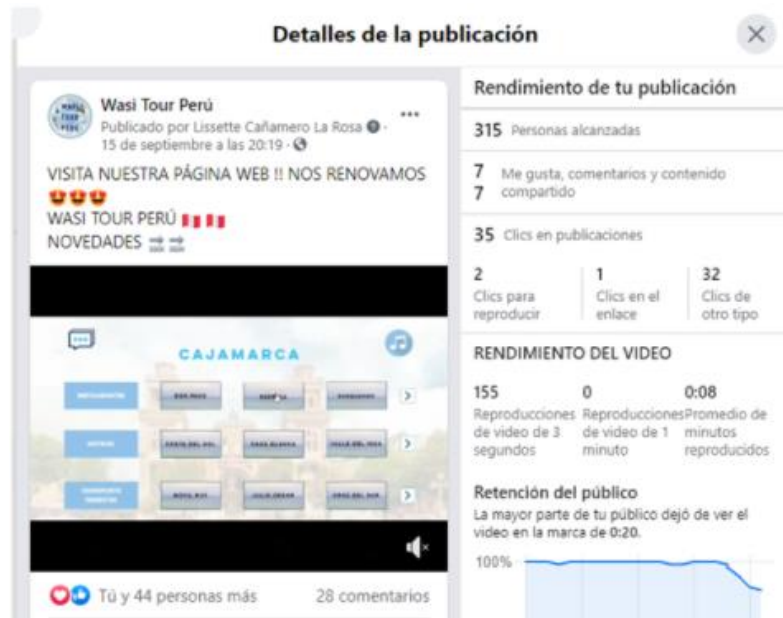 Detalles de la publicación
Wasi Tour Perú
Publicado por Lissette Cañamero La Rosa
15 de septiembre a las 20:19
VISITA NUESTRA PÁGINA WEB !! NOS RENOVAMOS
WASI TOUR PERÚ
NOVEDADES
CAJAMARCA
Tú y 44 personas más
28 comentarios
Rendimiento de tu publicación
315 Personas alcanzadas
7 Me gusta, comentarios y contenido
7 compartido
35 Clics en publicaciones
2 1 32
Clics para Clics en el Clics de
reproducir enlace otro tipo
RENDIMIENTO DEL VIDEO
155 0 0:08
Reproducciones Reproducciones Promedio de
de video de 3 de video de 1 minutos
segundos minuto reproducidos
Retención del público
La mayor parte de tu público dejó de ver el
video en la marca de 0:20.
100%